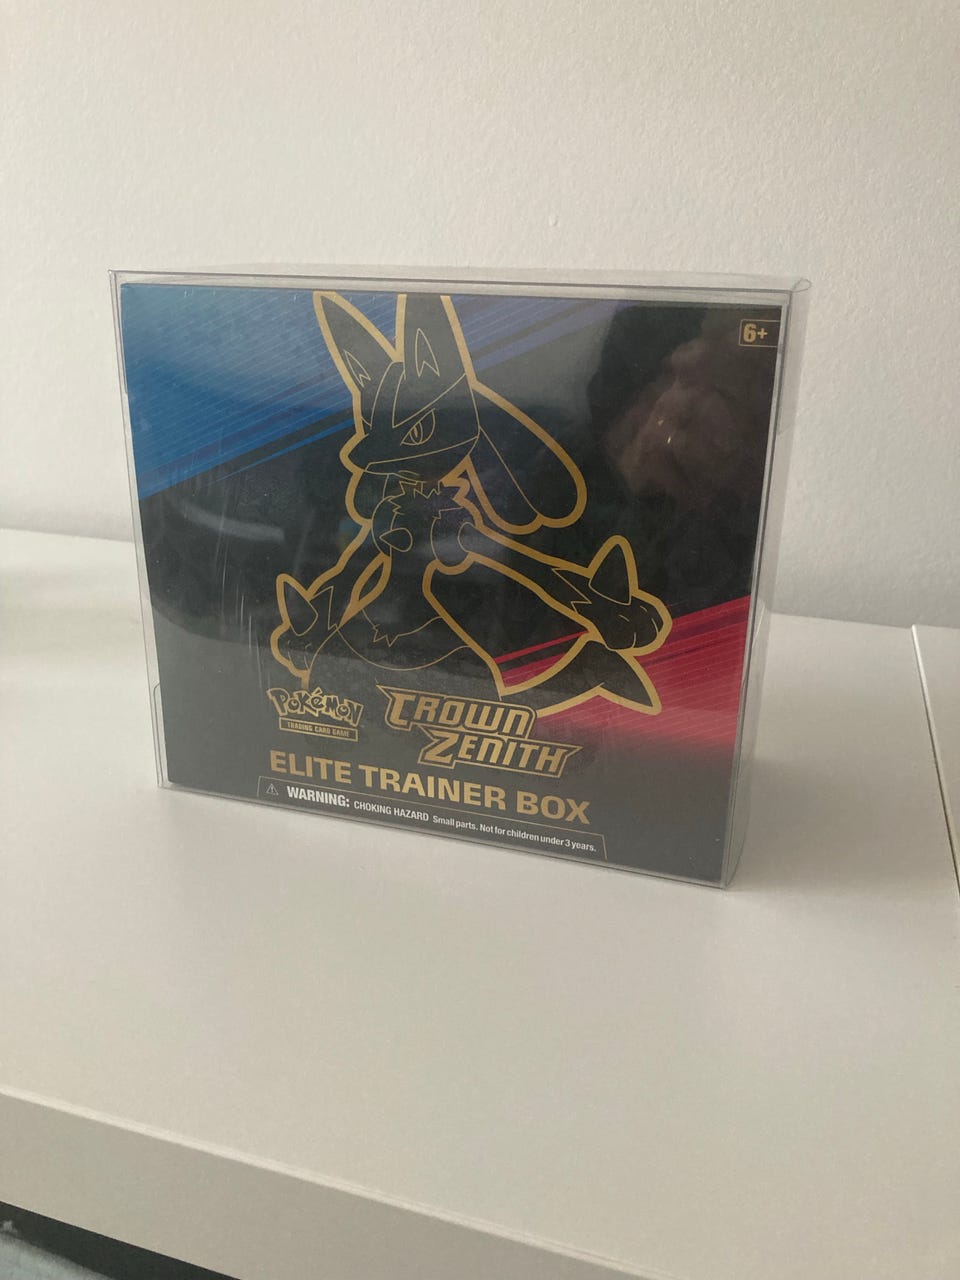 6+
Pokémon
TRADING CARD GAME
CROWN
ZENITH
ELITE TRAINER BOX
WARNING: CHOKING HAZARD Small parts. Not for children under 3 years.